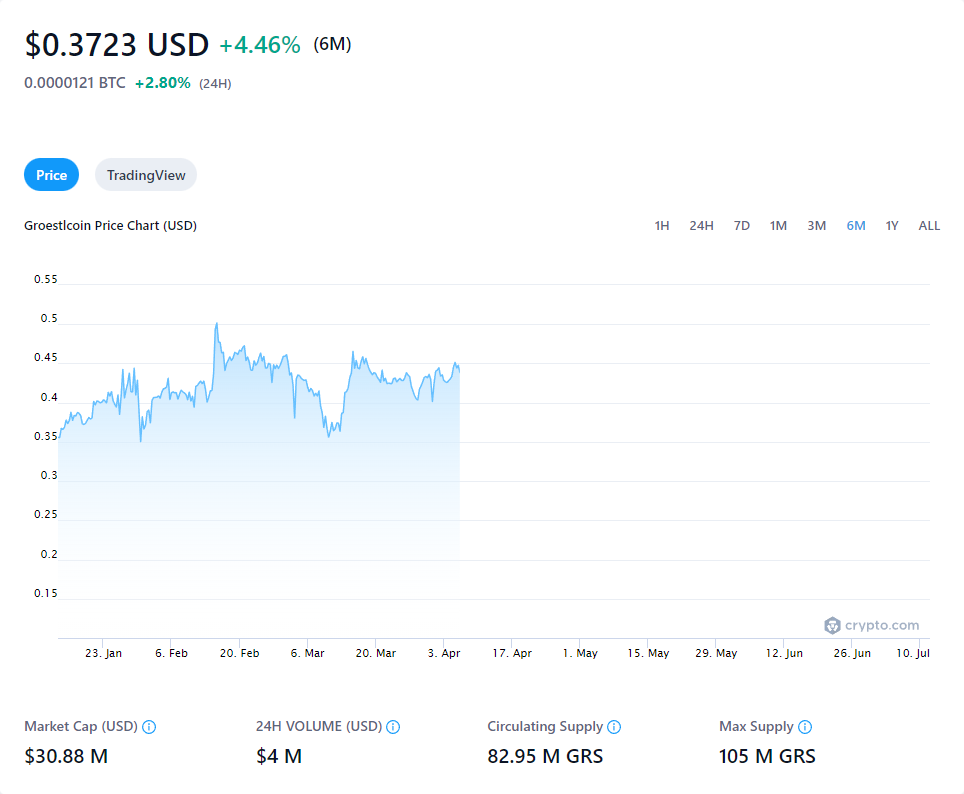 $0.3723 USD +4.46% (6M)
0.0000121 BTC +2.80% (24H)
Price TradingView
Groestlcoin Price Chart (USD) 1H 24H 7D 1M 3M 6M 1Y ALL
0.55
0.5
0.45
0.4
0.35
0.3
0.25
0.2
0.15
crypto.com
23. Jan 6. Feb 20. Feb 6. Mar 20. Mar 3. Apr 17. Apr 1. May 15. May 29. May 12. Jun 26. Jun 10. Jul
Market Cap (USD) 24H VOLUME (USD) Circulating Supply Max Supply
$30.88 M $4 M 82.95 M GRS 105 M GRS